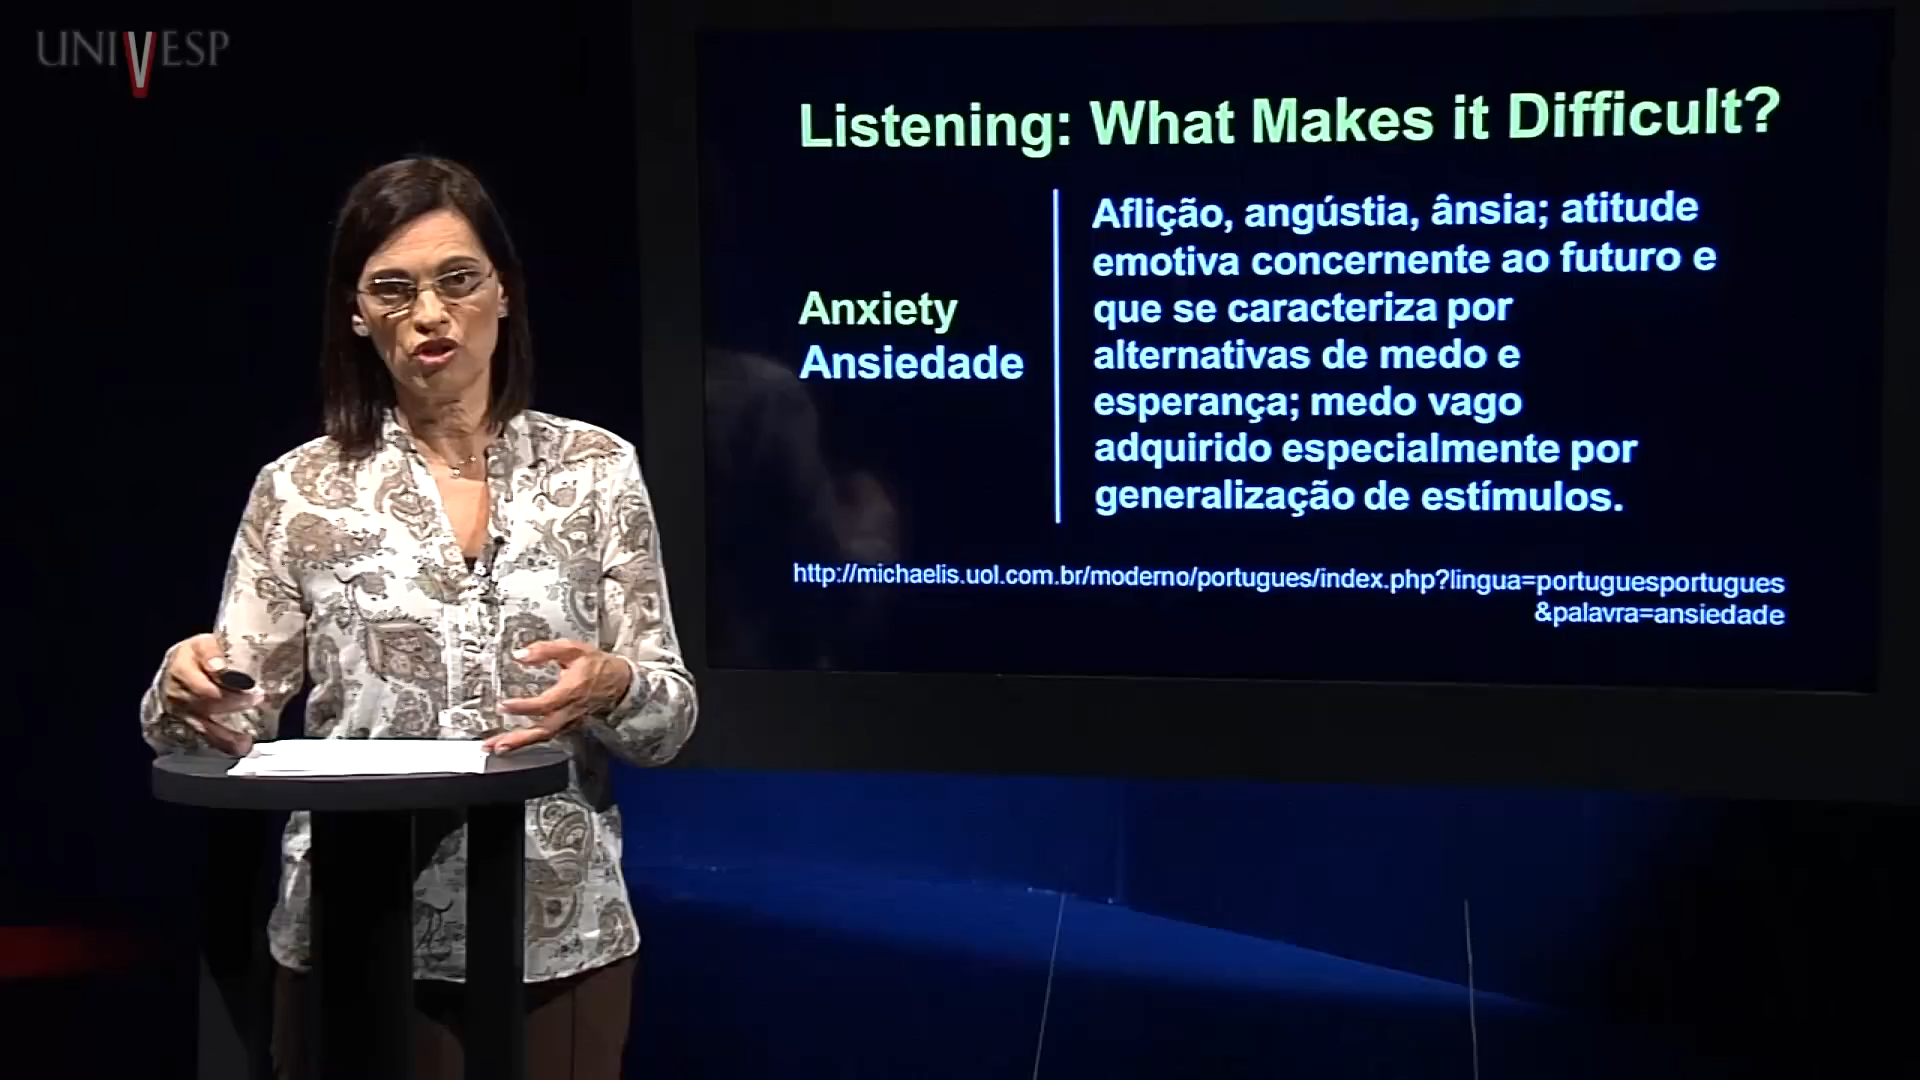 UNIVESP
Listening: What Makes it Difficult?
Anxiety
Ansiedade
Aflição, angústia, ânsia; atitude
emotiva concernente ao futuro e
que se caracteriza por
alternativas de medo e
esperança; medo vago
adquirido especialmente por
generalização de estímulos.
http://michaelis.uol.com.br/moderno/portugues/index.php?lingua=portuguesportugues
&palavra=ansiedade